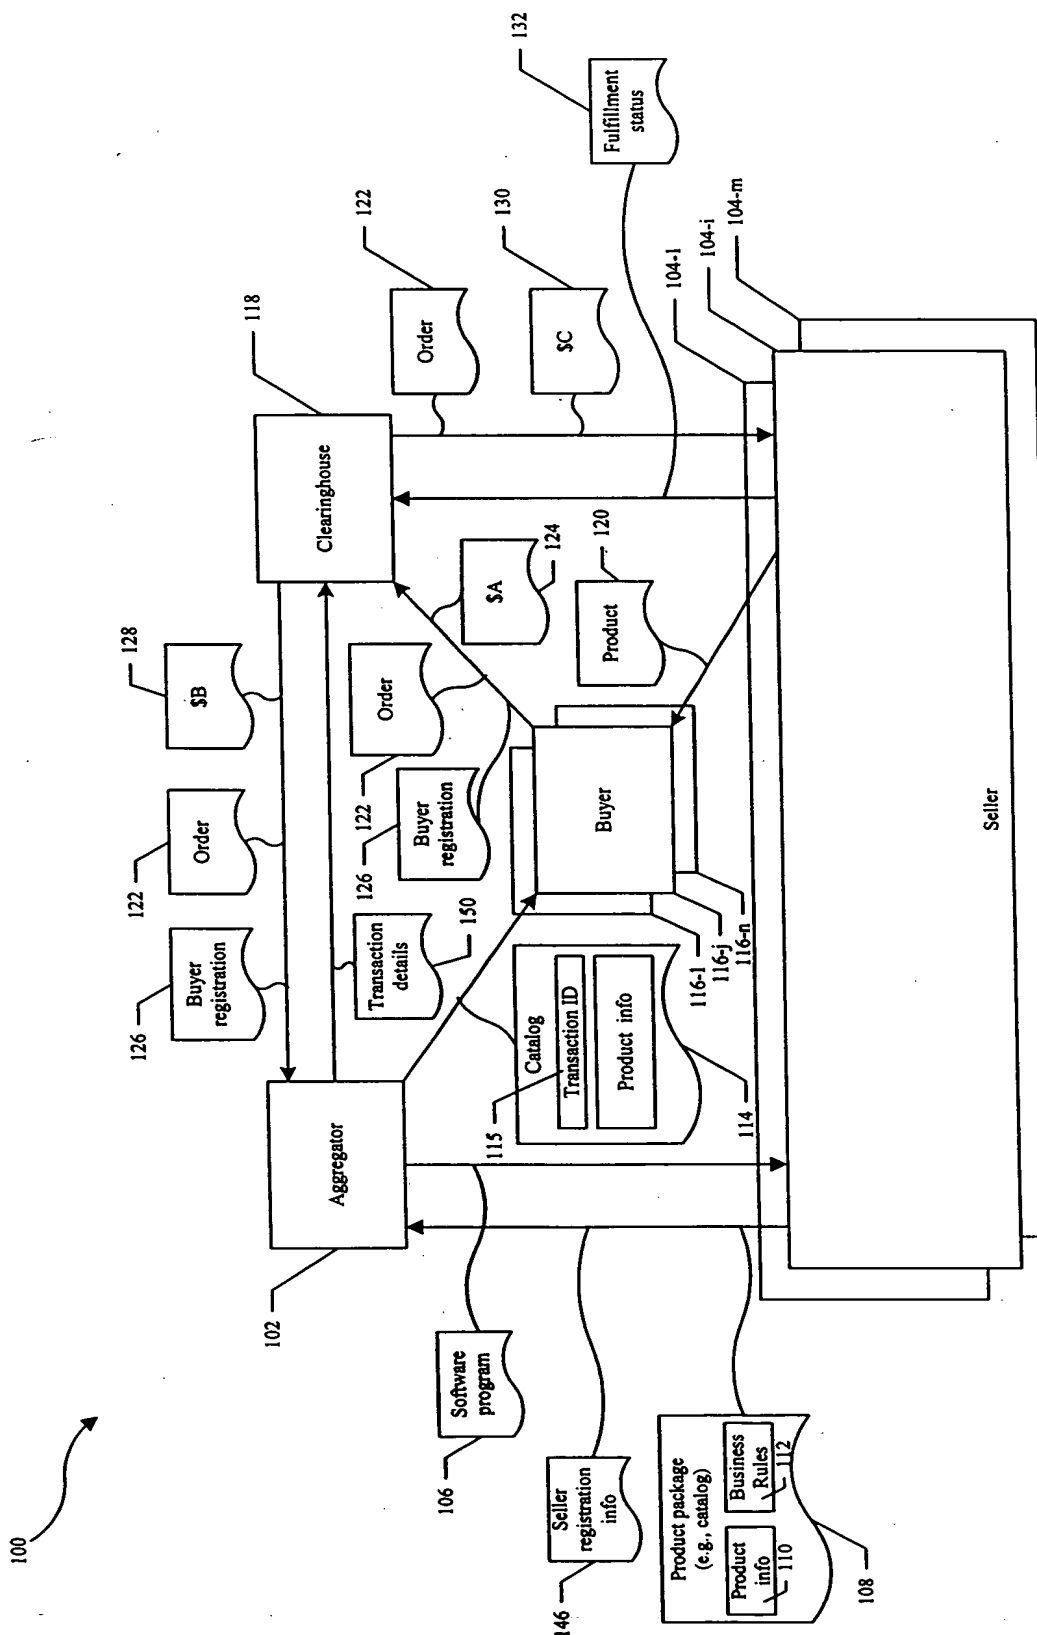 100
126
Buyer
registration
122
Order
128
$B
102
Aggregator
118
Clearinghouse
Transaction
details
150
126
Buyer
registration
122
Order
$A
124
122
Order
130
$C
132
Fulfillment
status
106
Software
program
115
Catalog
Transaction ID
Product info
114
Buyer
116-1
116-j
116-n
120
Product
104-1
104-i
104-m
146
Seller
registration
info
Product package
(e.g., catalog)
Product
info
110
Business
Rules
112
108
Seller